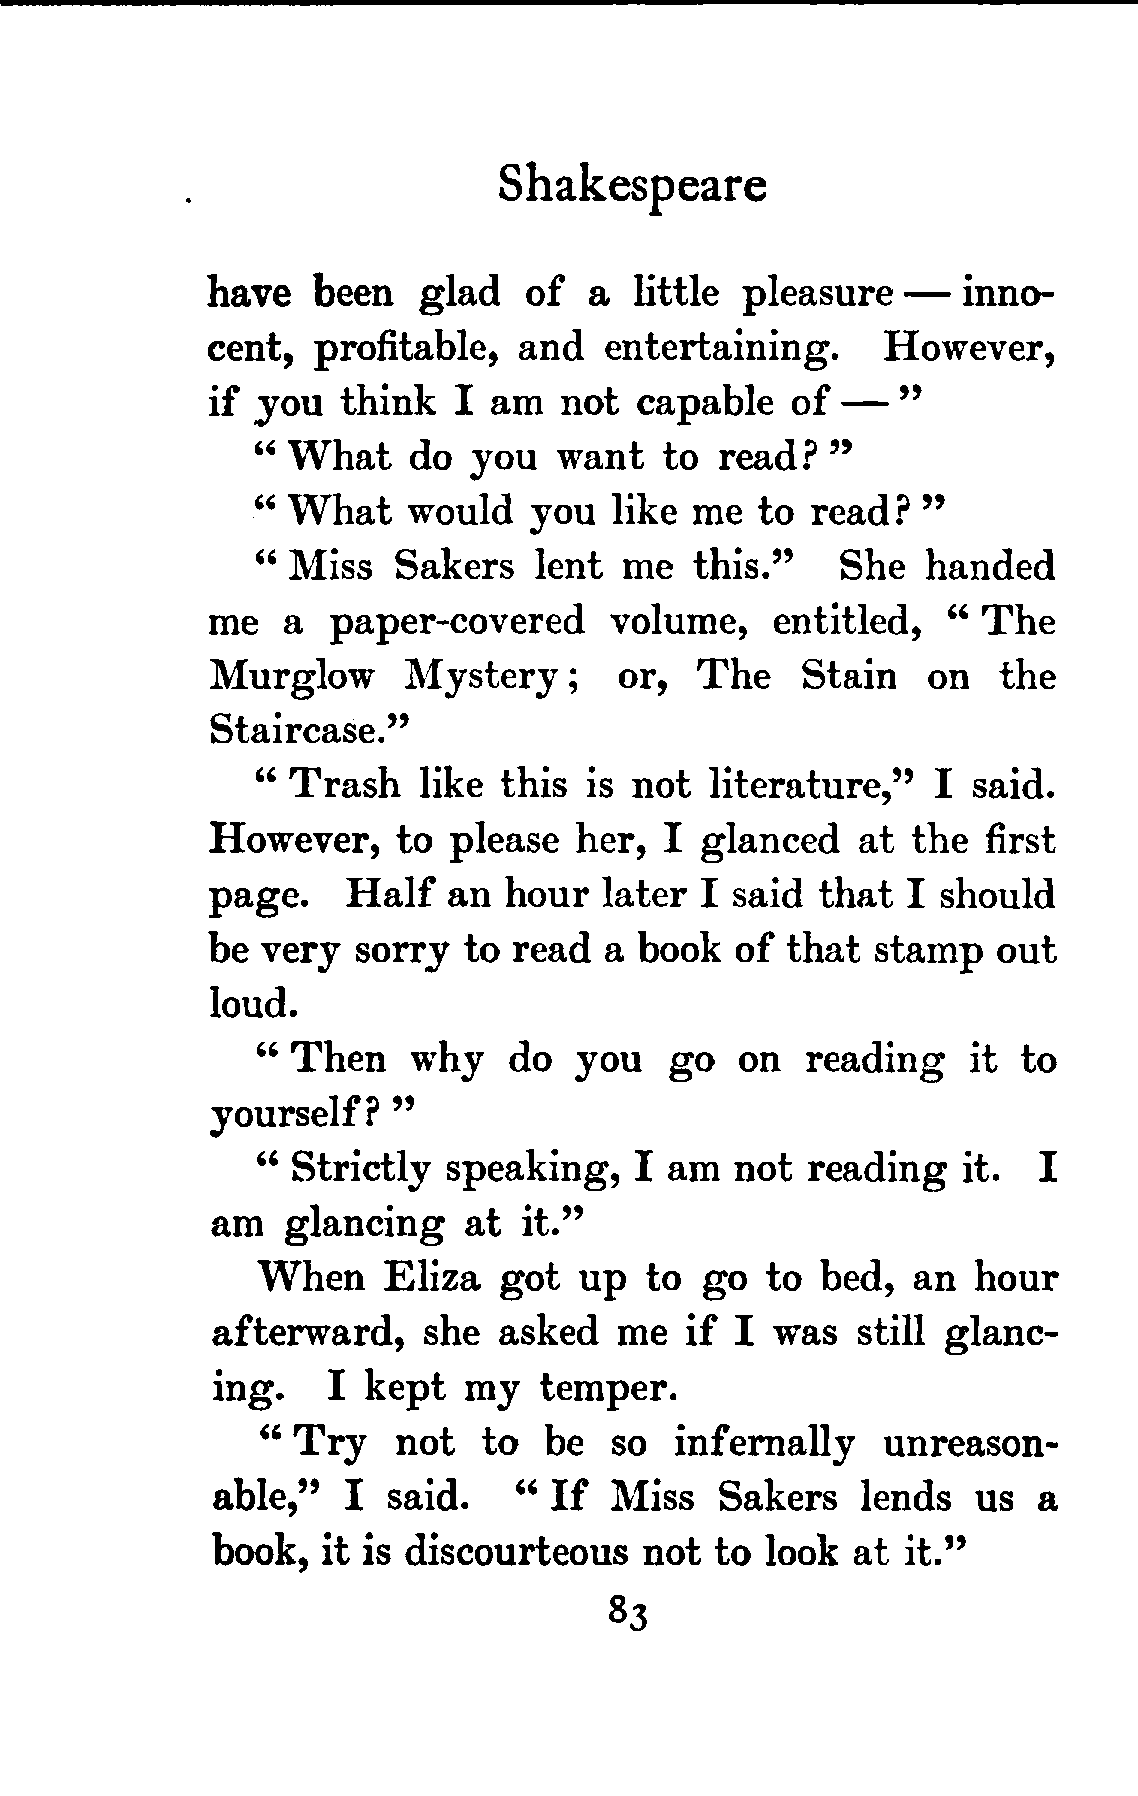 Shakespeare
have been glad of a little pleasure — inno-
cent, profitable, and entertaining. However,
if you think I am not capable of — "
" What do you want to read? "
" What would you like me to read? "
" Miss Sakers lent me this." She handed
me a paper-covered volume, entitled, " The
Murglow Mystery; or, The Stain on the
Staircase."
" Trash like this is not literature," I said.
However, to please her, I glanced at the first
page. Half an hour later I said that I should
be very sorry to read a book of that stamp out
loud.
" Then why do you go on reading it to
yourself? "
" Strictly speaking, I am not reading it. I
am glancing at it."
When Eliza got up to go to bed, an hour
afterward, she asked me if I was still glanc-
ing. I kept my temper.
" Try not to be so infernally unreason-
able," I said. " If Miss Sakers lends us a
book, it is discourteous not to look at it."
83